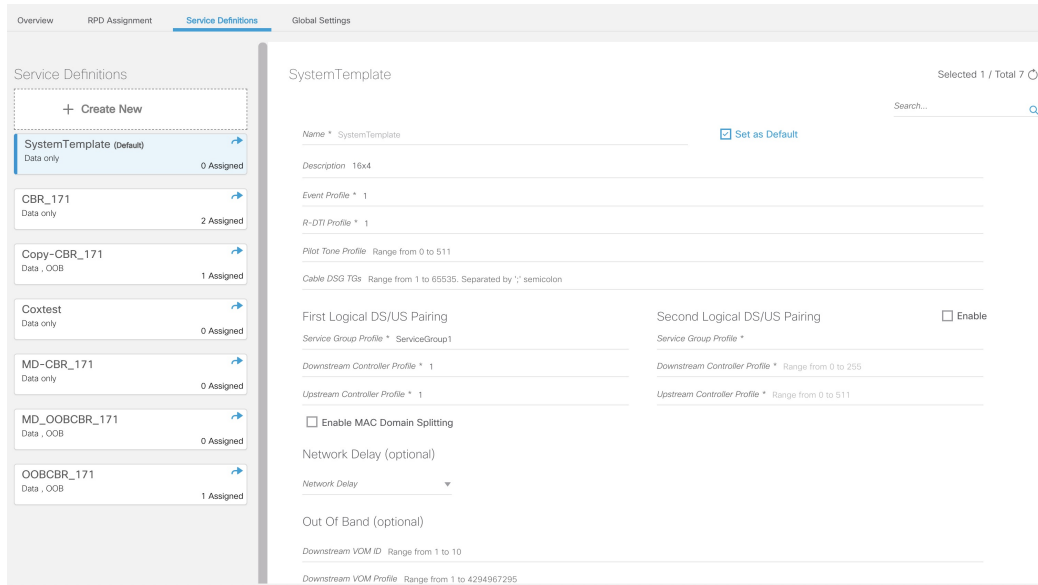 Overview RPD Assignment Service Definitions Global Settings
Service Definitions
+ Create New
SystemTemplate (Default)
Data only
0 Assigned
CBR_171
Data only
2 Assigned
Copy-CBR_171
Data , OOB
1 Assigned
Coxtest
Data only
0 Assigned
MD-CBR_171
Data only
0 Assigned
MD_OOBCBR_171
Data , OOB
0 Assigned
OOBCBR_171
Data , OOB
1 Assigned
SystemTemplate
Selected 1 / Total 7
Search...
Name * SystemTemplate
Set as Default
Description 16x4
Event Profile * 1
R-DTI Profile * 1
Pilot Tone Profile Range from 0 to 511
Cable DSG TGs Range from 1 to 65535. Separated by ';' semicolon
First Logical DS/US Pairing
Service Group Profile * ServiceGroup1
Downstream Controller Profile * 1
Upstream Controller Profile * 1
Enable MAC Domain Splitting
Second Logical DS/US Pairing
Enable
Service Group Profile *
Downstream Controller Profile * Range from 0 to 255
Upstream Controller Profile * Range from 0 to 511
Network Delay (optional)
Network Delay
Out Of Band (optional)
Downstream VOM ID Range from 1 to 10
Downstream VOM Profile Range from 1 to 4294967295